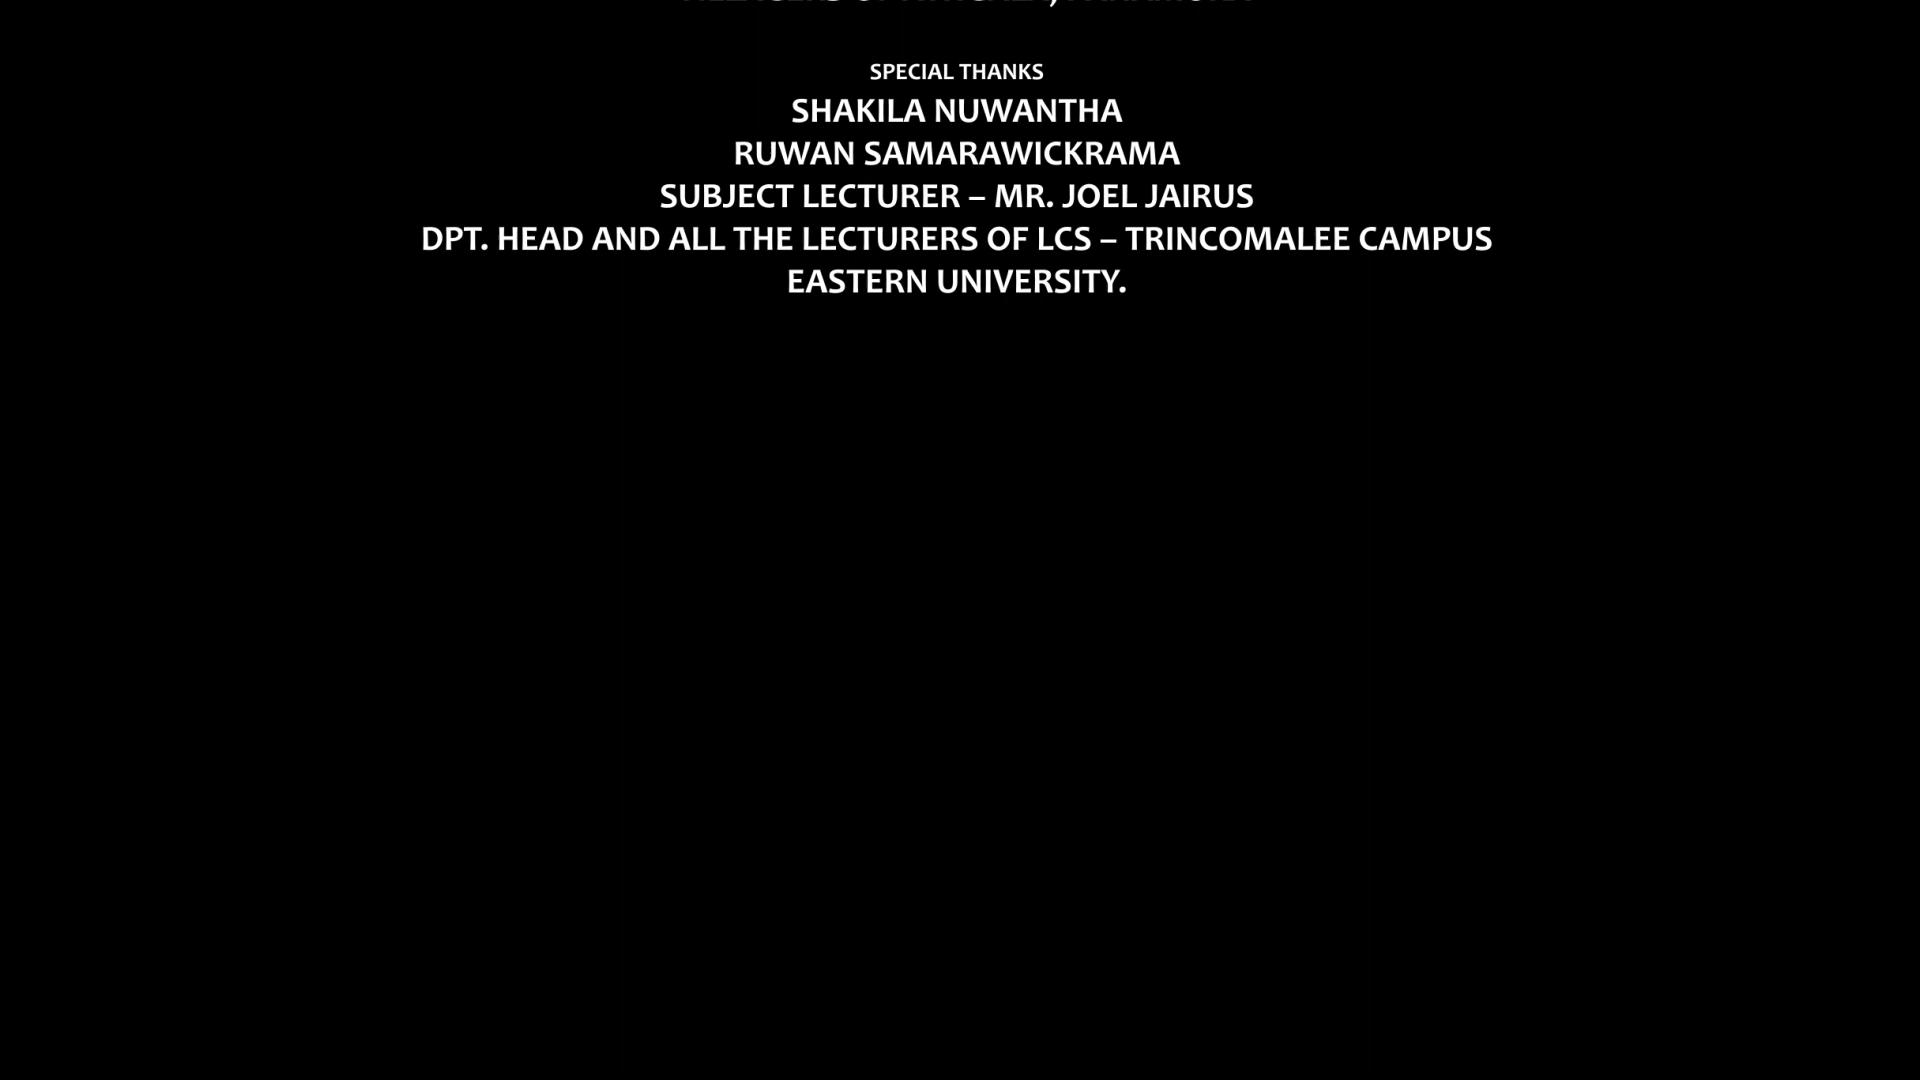 SPECIAL THANKS
SHAKILA NUWANTHA
RUWAN SAMARAWICKRAMA
SUBJECT LECTURER – MR. JOEL JAIRUS
DPT. HEAD AND ALL THE LECTURERS OF LCS – TRINCOMALEE CAMPUS
EASTERN UNIVERSITY.